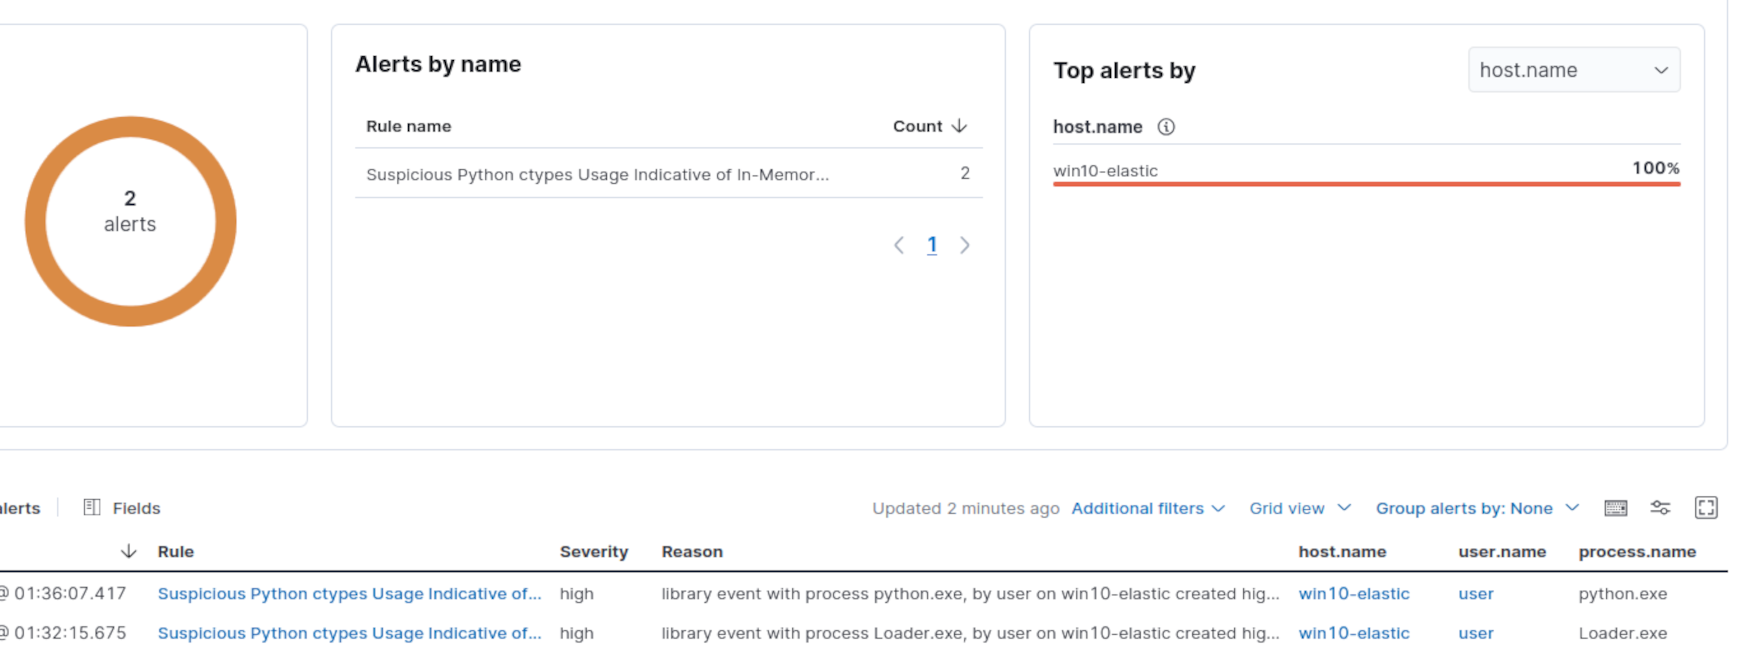 Alerts by name
Top alerts by
host.name
Rule name Count
host.name
Suspicious Python ctypes Usage Indicative of In-Memor... 2
win10-elastic 100%
2
alerts
1
alerts Fields Updated 2 minutes ago Additional filters Grid view Group alerts by: None
Rule Severity Reason host.name user.name process.name
@ 01:36:07.417 Suspicious Python ctypes Usage Indicative of... high library event with process python.exe, by user on win10-elastic created hig... win10-elastic user python.exe
@ 01:32:15.675 Suspicious Python ctypes Usage Indicative of... high library event with process Loader.exe, by user on win10-elastic created hig... win10-elastic user Loader.exe